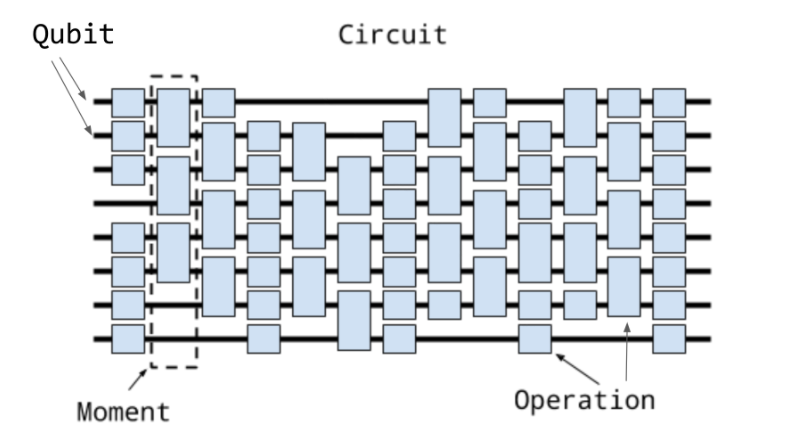 Qubit
Circuit
Moment
Operation